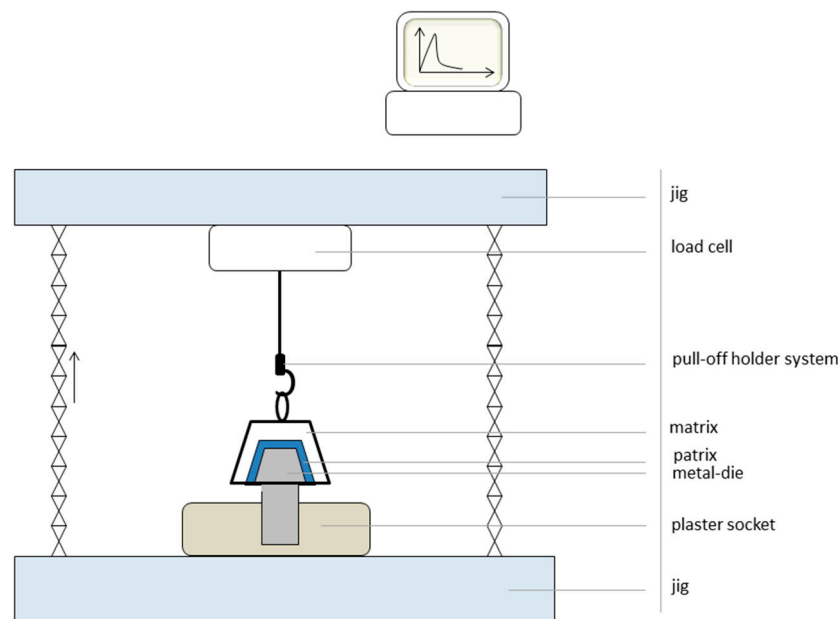 jig
load cell
pull-off holder system
matrix
patrix
metal-die
plaster socket
jig